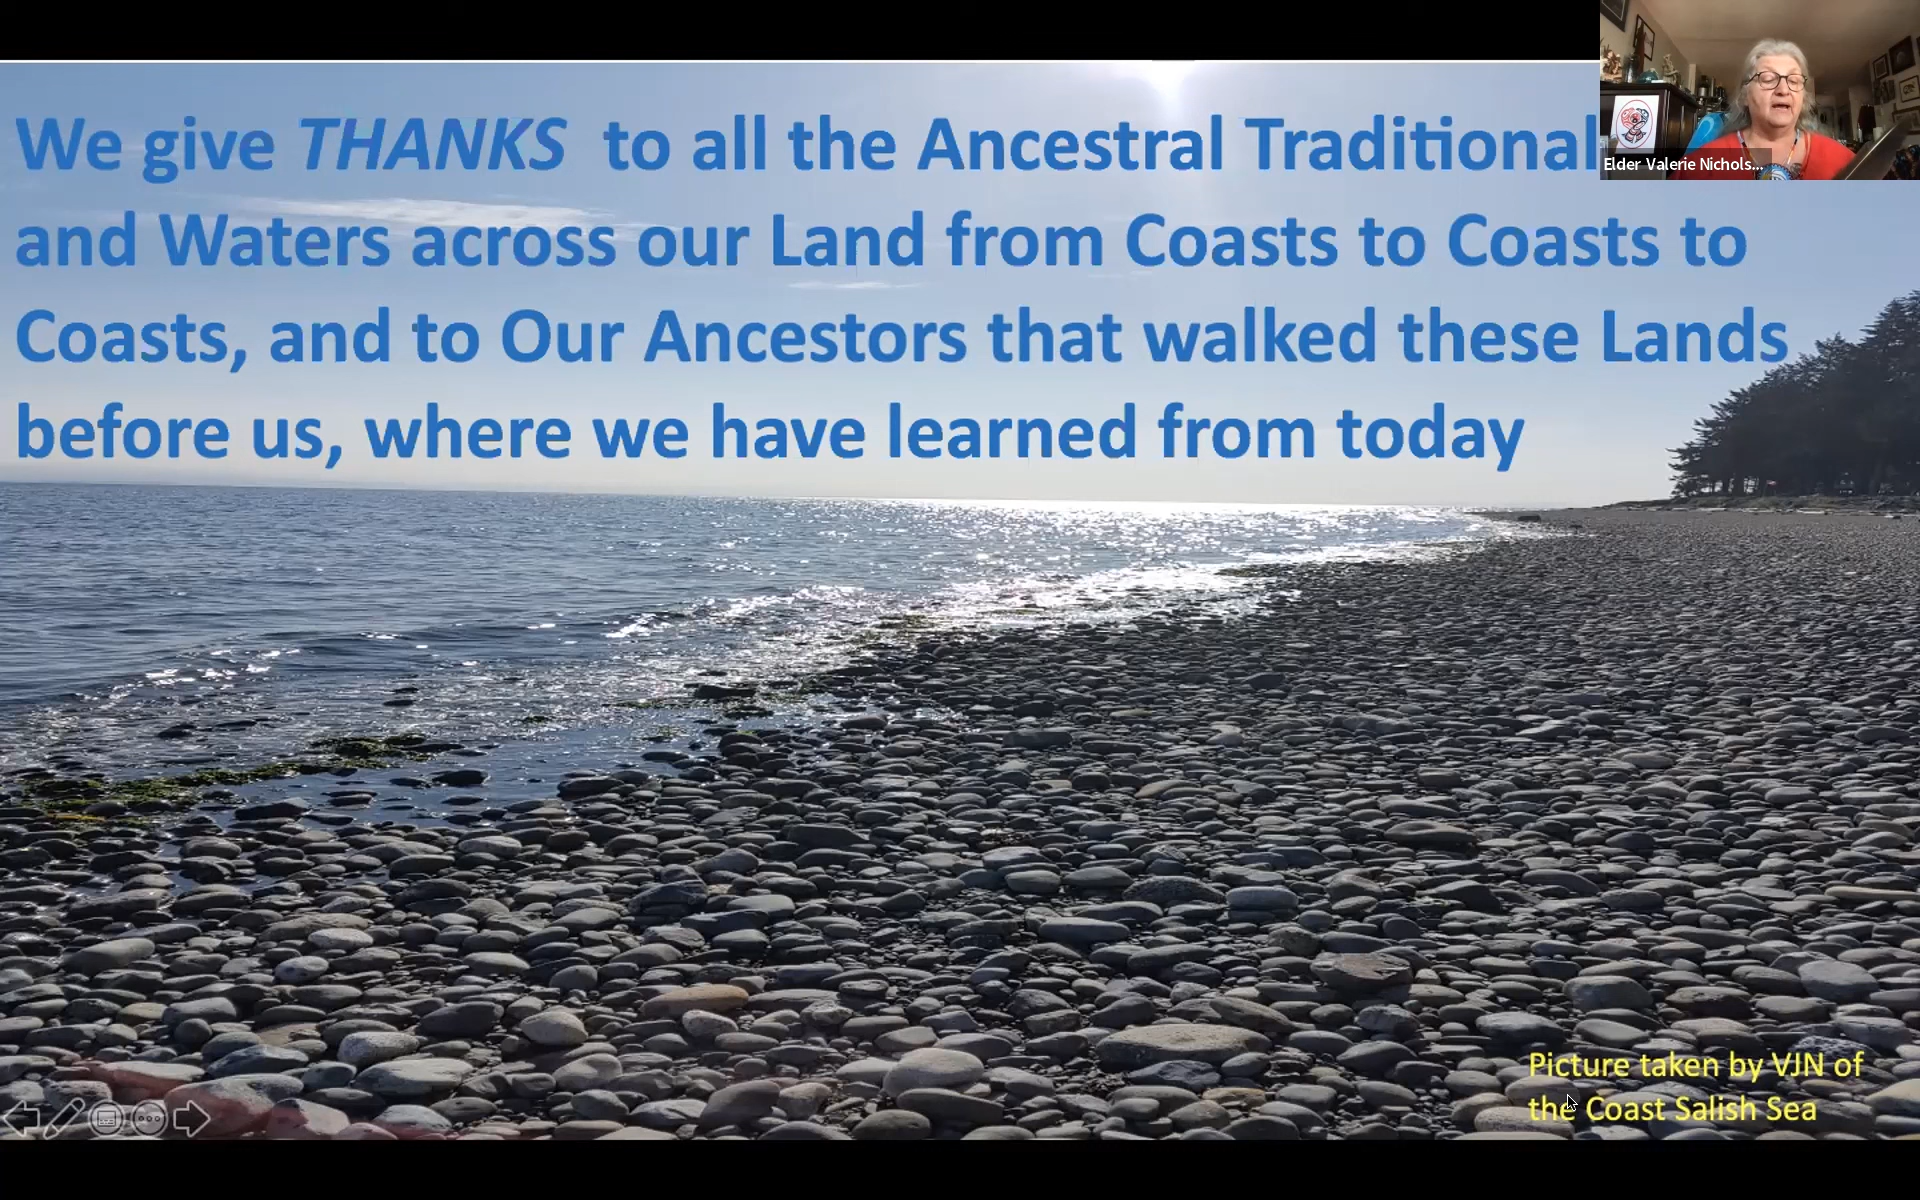 We give THANKS to all the Ancestral Traditional
and Waters across our Land from Coasts to Coasts to
Coasts, and to Our Ancestors that walked these Lands
before us, where we have learned from today
Elder Valerie Nichols...
Picture taken by VJN of
the Coast Salish Sea